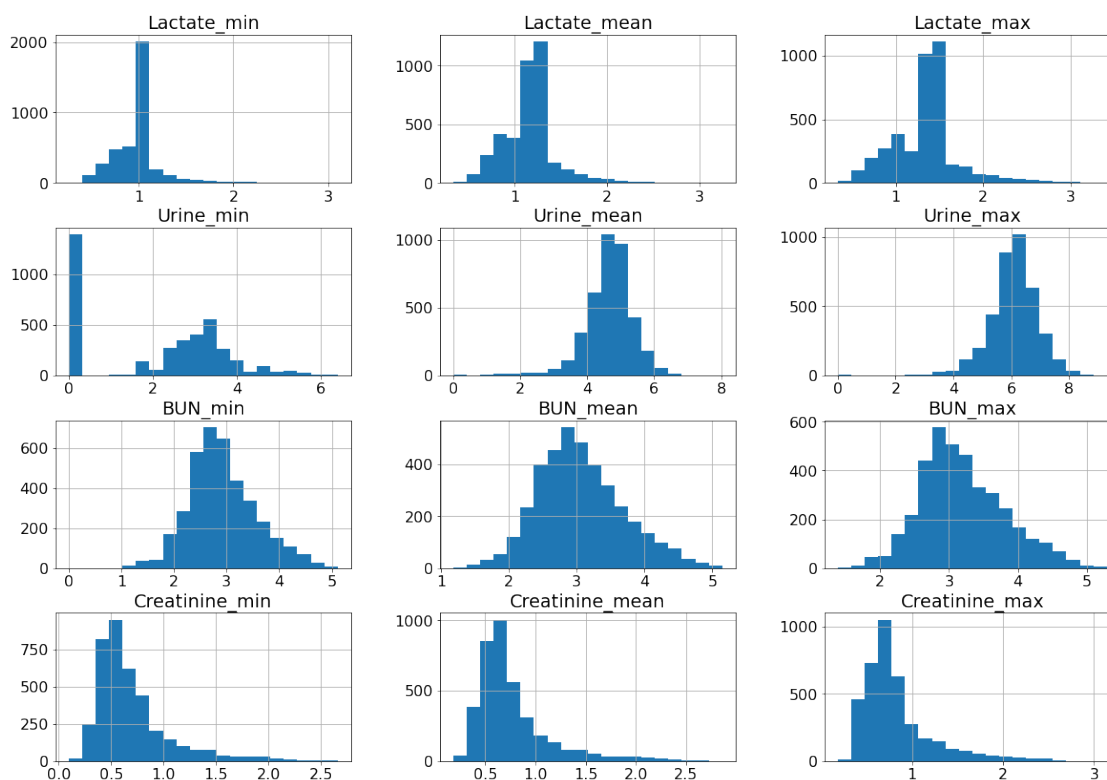 Lactate_min Lactate_mean Lactate_max
2000
1000
0
1 2 3
1000
500
0
1 2 3
1000
500
0
1 2 3
Urine_min Urine_mean Urine_max
1000
500
0
0 2 4 6
1000
500
0
0 2 4 6 8
1000
500
0
0 2 4 6 8
BUN_min BUN_mean BUN_max
600
400
200
0
0 1 2 3 4 5
400
200
0
1 2 3 4 5
600
400
200
0
2 3 4 5
Creatinine_min Creatinine_mean Creatinine_max
750
500
250
0
0.0 0.5 1.0 1.5 2.0 2.5
1000
500
0
0.5 1.0 1.5 2.0 2.5
1000
500
0
1 2 3